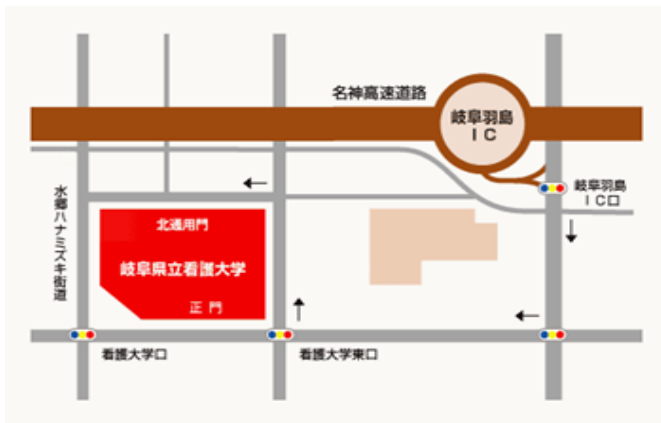 名神高速道路
岐阜羽島
IC
岐阜羽島
IC口
水郷ハナミズキ街道
北通用門
岐阜県立看護大学
正門
看護大学口
看護大学東口